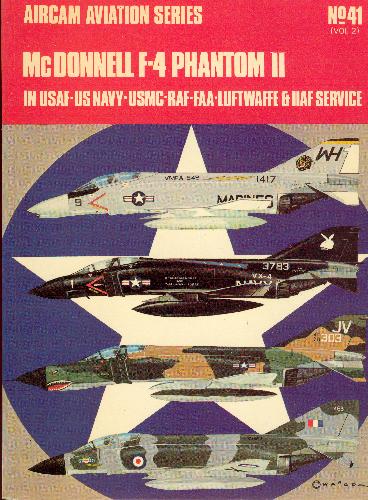 AIRCAM AVIATION SERIES
No41
(VOL 2)
McDONNELL F-4 PHANTOM II
IN USAF·US NAVY·USMC·RAF·FAA·LUFTWAFFE & IIAF SERVICE
WH
VMFA-542
1417
9
MARINES
3783
VX-4
JV
303